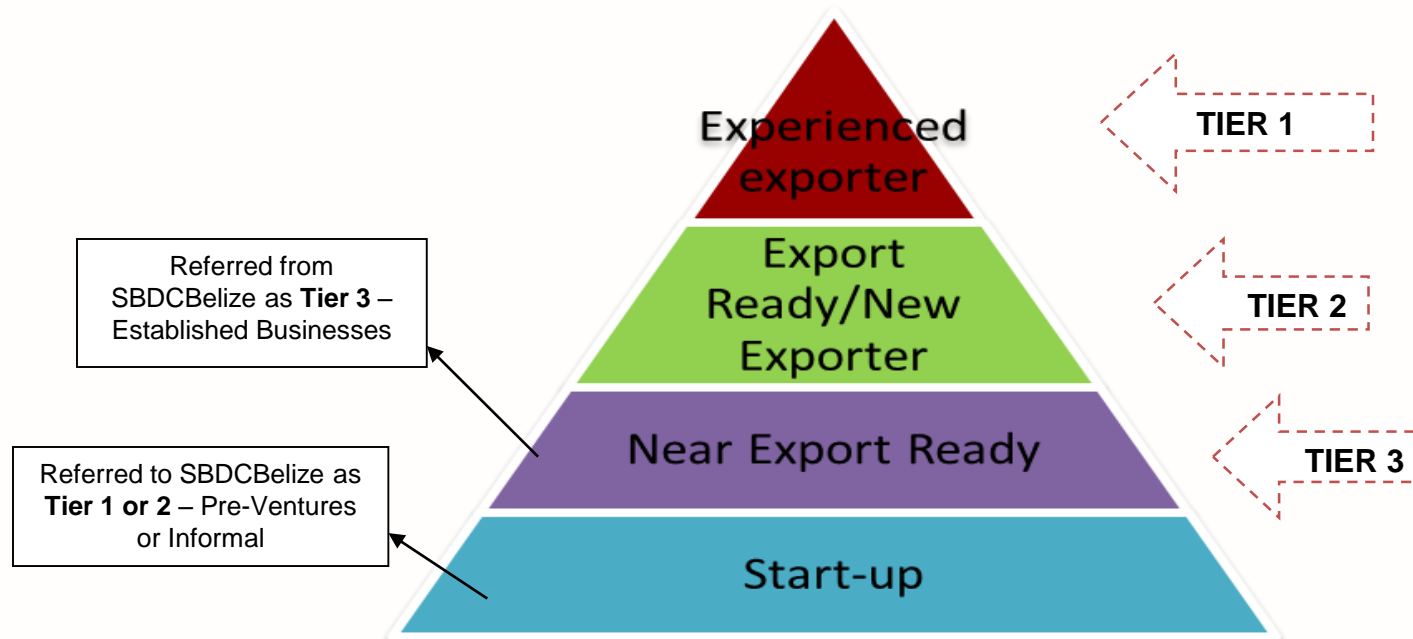 Experienced
exporter
TIER 1
Export
Ready/New
Exporter
TIER 2
Referred from
SBDCBelize as Tier 3 –
Established Businesses
Near Export Ready
TIER 3
Referred to SBDCBelize as
Tier 1 or 2 – Pre-Ventures
or Informal
Start-up